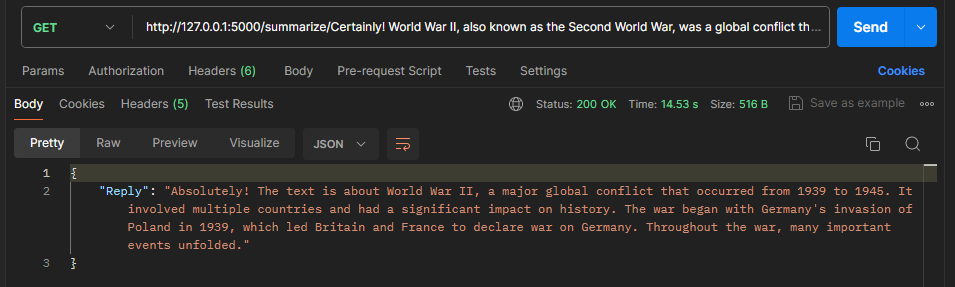 GET http://127.0.0.1:5000/summarize/Certainly! World War II, also known as the Second World War, was a global conflict th... Send
Params Authorization Headers (6) Body Pre-request Script Tests Settings Cookies
Body Cookies Headers (5) Test Results Status: 200 OK Time: 14.53 s Size: 516 B Save as example
Pretty Raw Preview Visualize JSON
1 {
2 "Reply": "Absolutely! The text is about World War II, a major global conflict that occurred from 1939 to 1945. It
involved multiple countries and had a significant impact on history. The war began with Germany's invasion of
Poland in 1939, which led Britain and France to declare war on Germany. Throughout the war, many important
events unfolded."
3 }